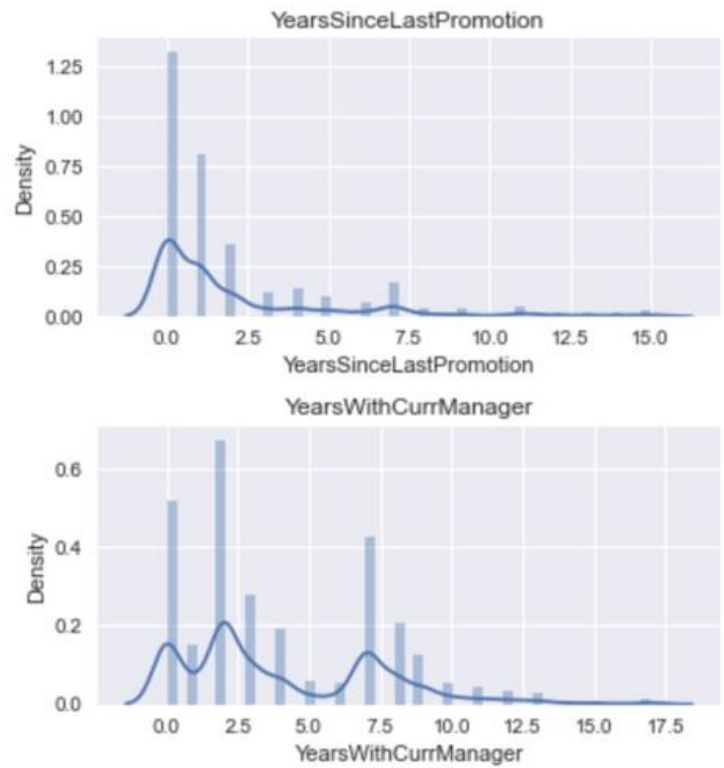 YearsSinceLastPromotion
1.25
1.00
0.75
0.50
0.25
0.00
Density
0.0 2.5 5.0 7.5 10.0 12.5 15.0
YearsSinceLastPromotion
YearsWithCurrManager
0.6
0.4
0.2
0.0
Density
0.0 2.5 5.0 7.5 10.0 12.5 15.0 17.5
YearsWithCurrManager